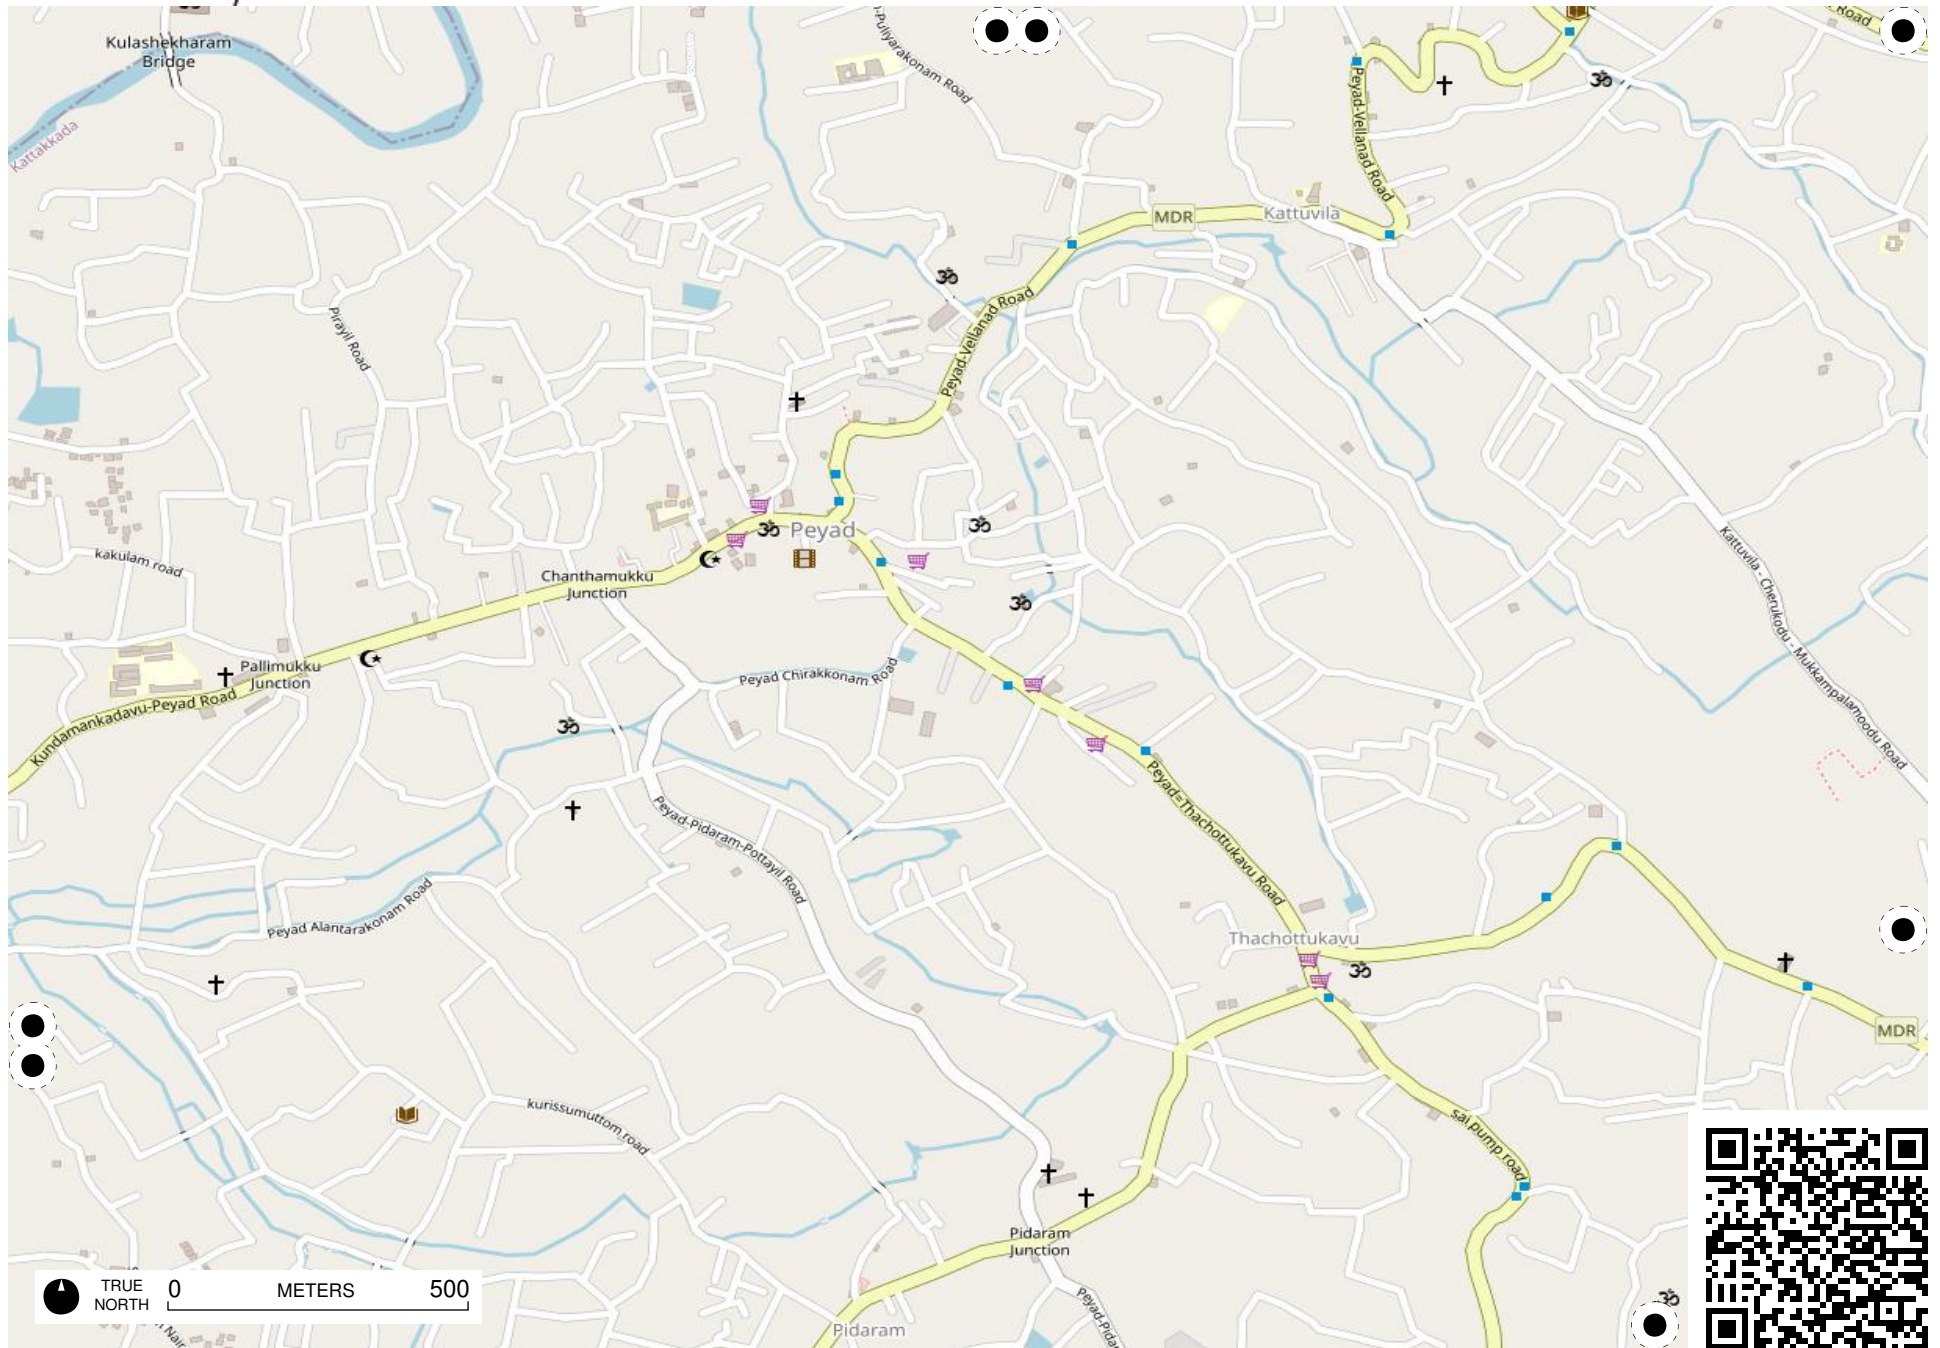 Kulashekharam
Bridge
Kattakkada
-Puliyarakonam Road
Road
Peyad-Vellanad Road
MDR
Kattuvila
Pirayil Road
Peyad-Vellanad Road
Peyad
kakulam road
Chanthamukku
Junction
Kattuvila - Cherukodu - Mukkampalamoodu Road
Pallimukku
Junction
Kundamankadavu-Peyad Road
Peyad Chirakkonam Road
Peyad=Thachottukavu Road
Peyad-Pidaram-Pottayil Road
Peyad Alantarakonam Road
Thachottukavu
MDR
kurissumuttom road
sai pump road
Pidaram
Junction
TRUE
NORTH
0 METERS 500
Pidaram
Peyad-Pida
Nair